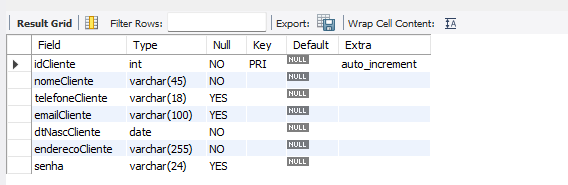 Result Grid Filter Rows: Export: Wrap Cell Content:
Field Type Null Key Default Extra
idCliente int NO PRI NULL auto_increment
nomeCliente varchar(45) NO NULL
telefoneCliente varchar(18) YES NULL
emailCliente varchar(100) YES NULL
dtNascCliente date NO NULL
enderecoCliente varchar(255) NO NULL
senha varchar(24) YES NULL